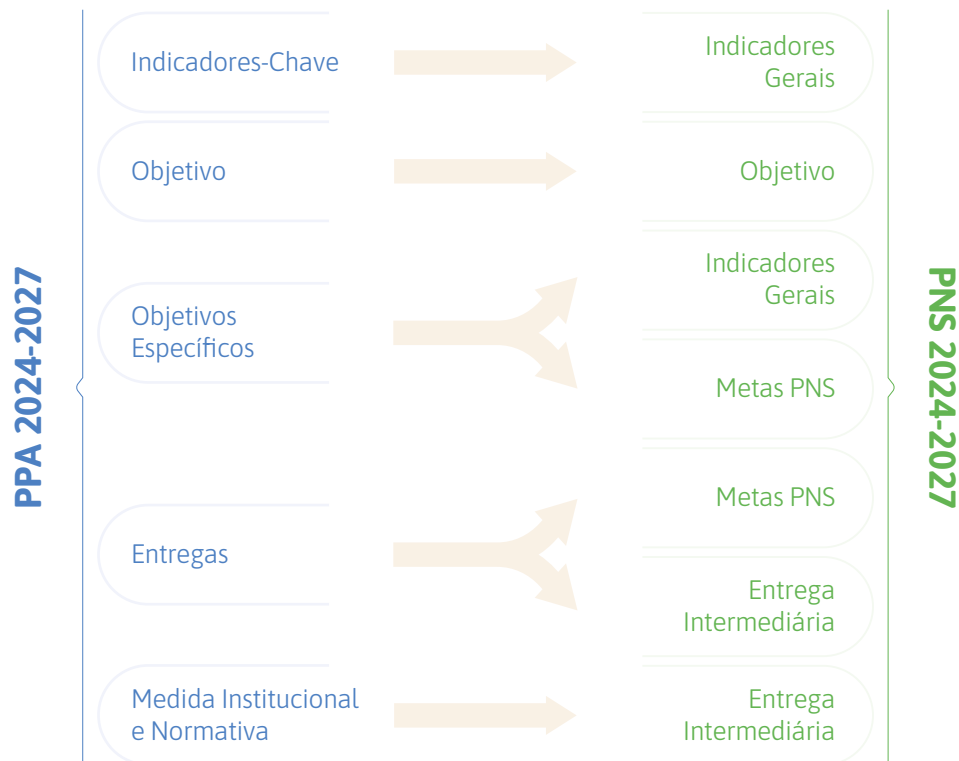 PPA 2024-2027
Indicadores-Chave
Indicadores
Gerais
Objetivo
Objetivo
Objetivos
Específicos
Indicadores
Gerais
Metas PNS
Entregas
Metas PNS
Entrega
Intermediária
Medida Institucional
e Normativa
Entrega
Intermediária
PNS 2024-2027